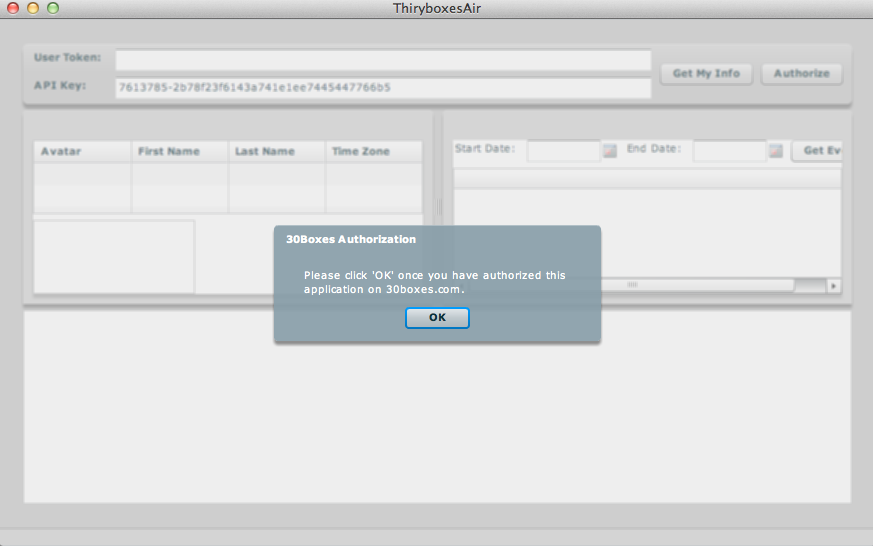 ThiryboxesAir
User Token:
API Key: 7613785-2b78f23f6143a741e1ee7445447766b5
Get My Info Authorize
Avatar First Name Last Name Time Zone
Start Date: End Date: Get Ev
30Boxes Authorization
Please click 'OK' once you have authorized this
application on 30boxes.com.
OK